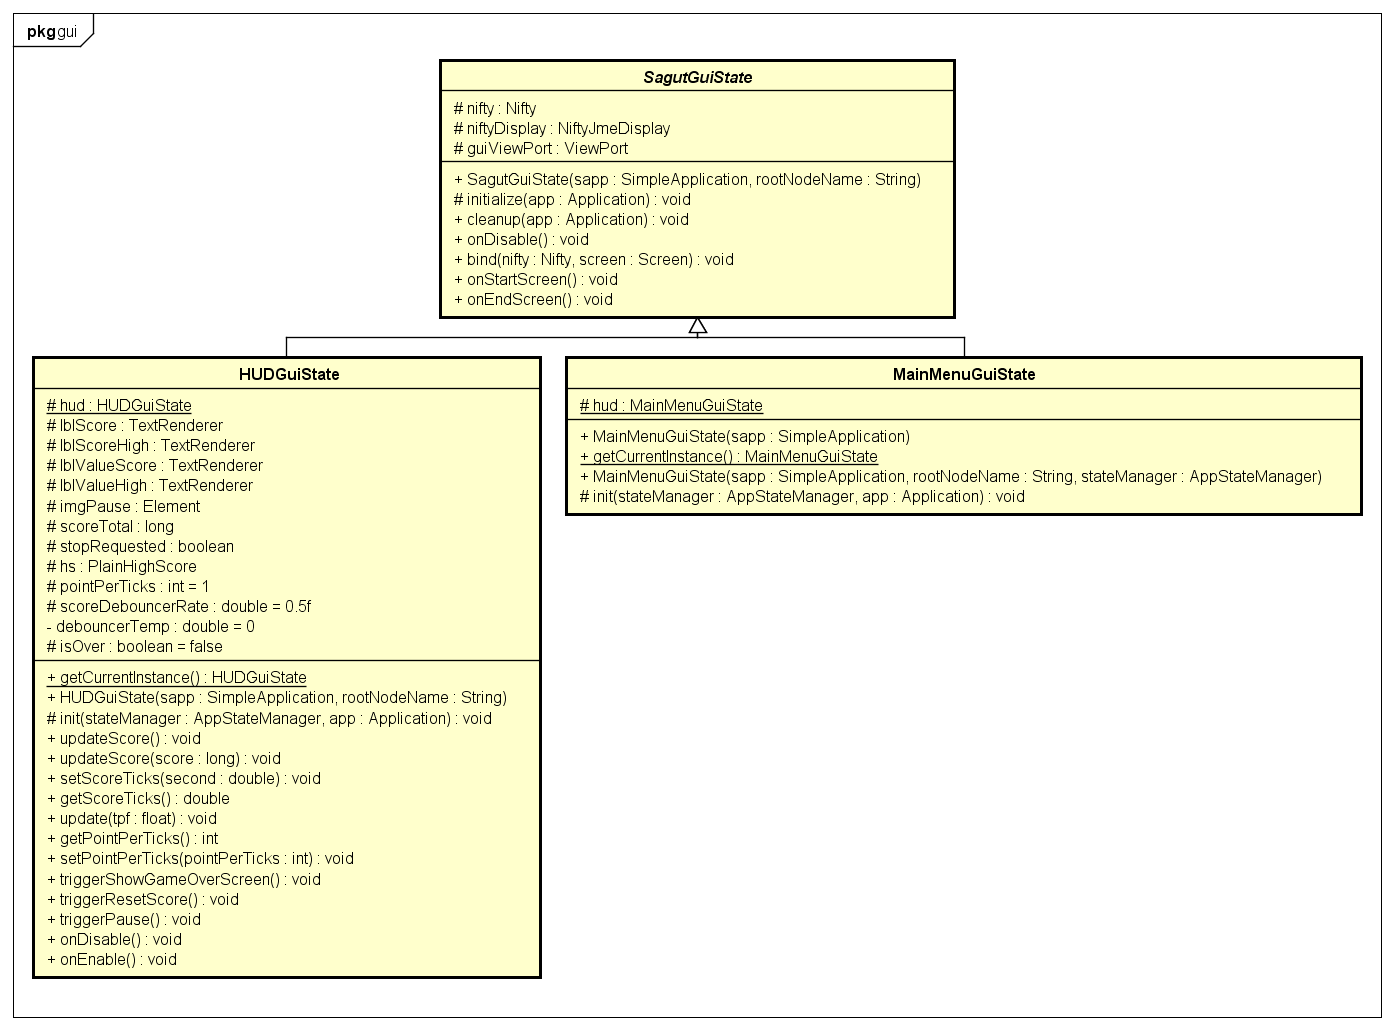 pkg gui
SagutGuiState
# nifty : Nifty
# niftyDisplay : NiftyJmeDisplay
# guiViewPort : ViewPort
+ SagutGuiState(sapp : SimpleApplication, rootNodeName : String)
# initialize(app : Application) : void
+ cleanup(app : Application) : void
+ onDisable() : void
+ bind(nifty : Nifty, screen : Screen) : void
+ onStartScreen() : void
+ onEndScreen() : void
HUDGuiState
# hud : HUDGuiState
# lblScore : TextRenderer
# lblScoreHigh : TextRenderer
# lblValueScore : TextRenderer
# lblValueHigh : TextRenderer
# imgPause : Element
# scoreTotal : long
# stopRequested : boolean
# hs : PlainHighScore
# pointPerTicks : int = 1
# scoreDebouncerRate : double = 0.5f
- debouncerTemp : double = 0
# isOver : boolean = false
+ getCurrentInstance() : HUDGuiState
+ HUDGuiState(sapp : SimpleApplication, rootNodeName : String)
# init(stateManager : AppStateManager, app : Application) : void
+ updateScore() : void
+ updateScore(score : long) : void
+ setScoreTicks(second : double) : void
+ getScoreTicks() : double
+ update(tpf : float) : void
+ getPointPerTicks() : int
+ setPointPerTicks(pointPerTicks : int) : void
+ triggerShowGameOverScreen() : void
+ triggerResetScore() : void
+ triggerPause() : void
+ onDisable() : void
+ onEnable() : void
MainMenuGuiState
# hud : MainMenuGuiState
+ MainMenuGuiState(sapp : SimpleApplication)
+ getCurrentInstance() : MainMenuGuiState
+ MainMenuGuiState(sapp : SimpleApplication, rootNodeName : String, stateManager : AppStateManager)
# init(stateManager : AppStateManager, app : Application) : void